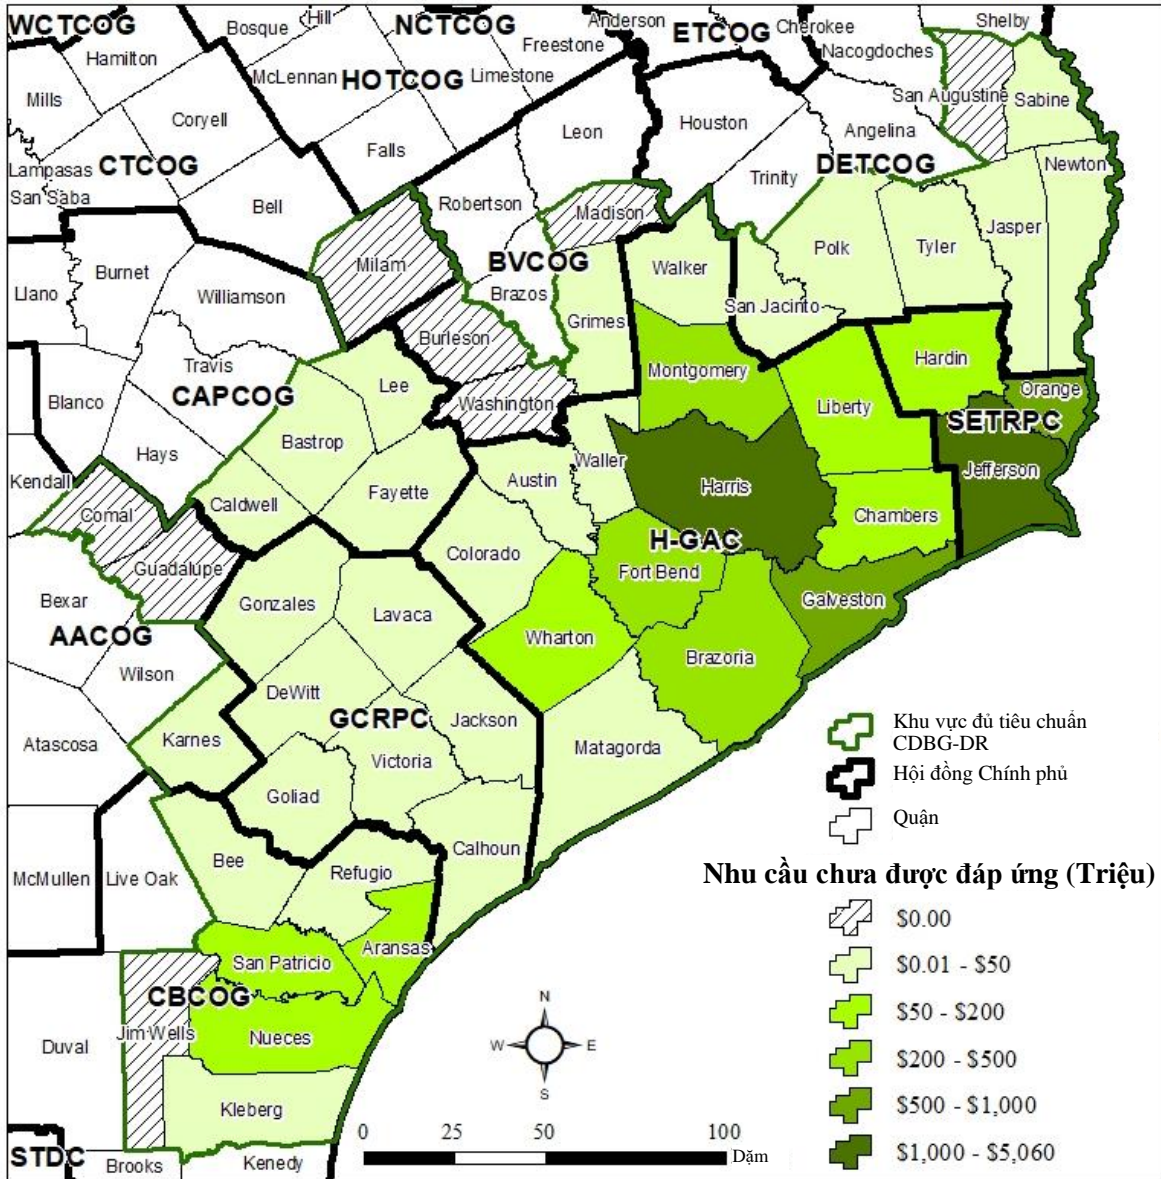 WCTCOG
Hill
Bosque
NCTCOG
Anderson
ETCOG
Cherokee
Shelby
Hamilton
Freestone
Nacogdoches
McLennan
HOTCOG
Limestone
Mills
San Augustine
Sabine
Coryell
Leon
Houston
Angelina
Falls
Lampasas
CTCOG
DETCOG
Newton
San Saba
Trinity
Bell
Robertson
Madison
Jasper
Polk
Tyler
Milam
BVCOG
Walker
Burnet
Llano
Williamson
Brazos
San Jacinto
Grimes
Burleson
Travis
Hardin
Montgomery
Lee
Orange
CAPCOG
Blanco
Washington
Liberty
SETRPC
Bastrop
Hays
Waller
Jefferson
Kendall
Austin
Fayette
Harris
Caldwell
Comal
Chambers
H-GAC
Colorado
Guadalupe
Fort Bend
Bexar
Gonzales
Galveston
Lavaca
AACOG
Wharton
Brazoria
Wilson
DeWitt
GCRPC
Jackson
Karnes
Atascosa
Matagorda
Victoria
Goliad
Calhoun
Bee
Refugio
McMullen
Live Oak
Aransas
San Patricio
CBCOG
Jim Wells
Nueces
Duval
Kleberg
STDC
Brooks
Kenedy
Khu vực đủ tiêu chuẩn
CDBG-DR
Hội đồng Chính phủ
Quận
Nhu cầu chưa được đáp ứng (Triệu)
$0.00
$0.01 - $50
$50 - $200
$200 - $500
$500 - $1,000
$1,000 - $5,060
N
W
E
S
0
25
50
100
Dặm